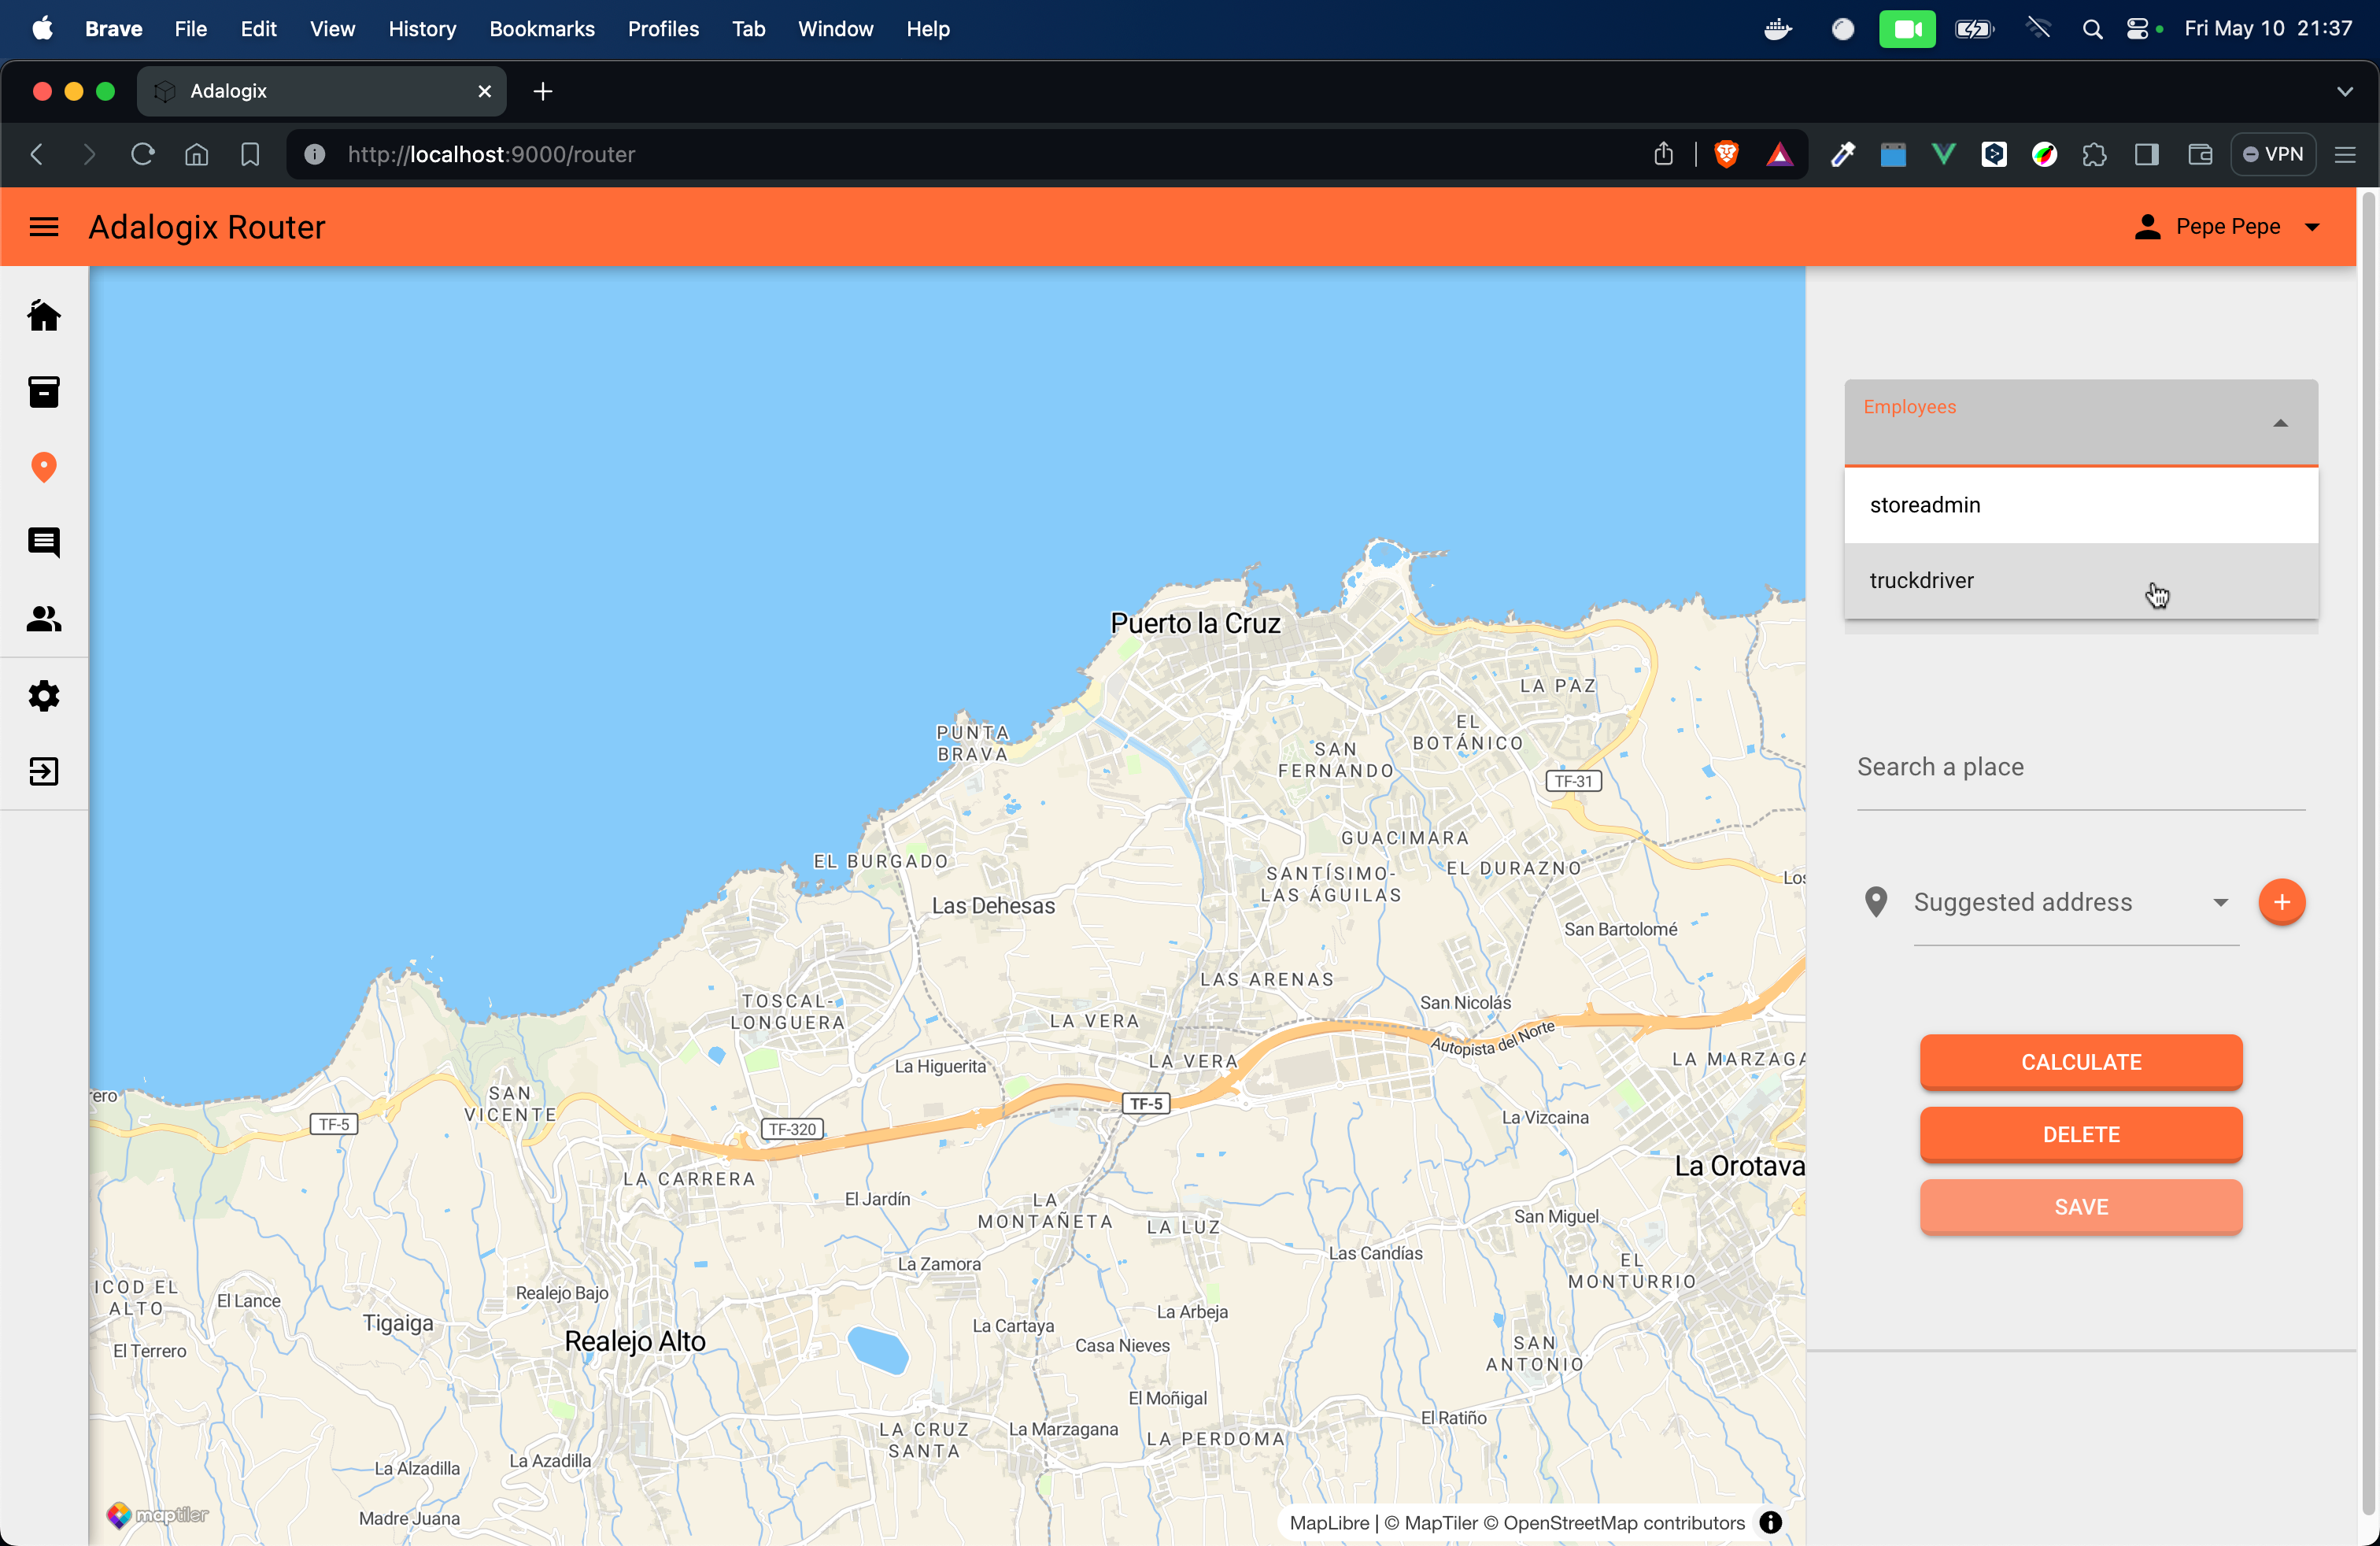 Brave File Edit View History Bookmarks Profiles Tab Window Help
Fri May 10 21:37
Adalogix
http://localhost:9000/router
VPN
Adalogix Router
Pepe Pepe
Employees
storeadmin
truckdriver
Search a place
Suggested address
CALCULATE
DELETE
SAVE
Puerto la Cruz
LA PAZ
EL
BOTÁNICO
PUNTA
BRAVA
SAN
FERNANDO
TF-31
GUACIMARA
EL BURGADO
EL DURAZNO
SANTÍSIMO-
LAS ÁGUILAS
Los
Las Dehesas
San Bartolomé
LAS ARENAS
TOSCAL-
LONGUERA
San Nicolás
LA VERA
Autopista del Norte
LA VERA
LA MARZAGA
La Higuerita
ero
SAN
VICENTE
TF-5
TF-5
TF-320
La Vizcaina
La Orotava
LA CARRERA
El Jardín
LA
MONTAÑETA
LA LUZ
San Miguel
Las Candías
La Zamora
EL
MONTURRIO
ICOD EL
ALTO
El Lance
Realejo Bajo
La Arbeja
Tigaiga
La Cartaya
Realejo Alto
Casa Nieves
El Terrero
SAN
ANTONIO
El Moñigal
El Ratiño
LA CRUZ
SANTA
La Marzagana
LA PERDOMA
La Azadilla
La Alzadilla
Madre Juana
maptiler
MapLibre | © MapTiler © OpenStreetMap contributors